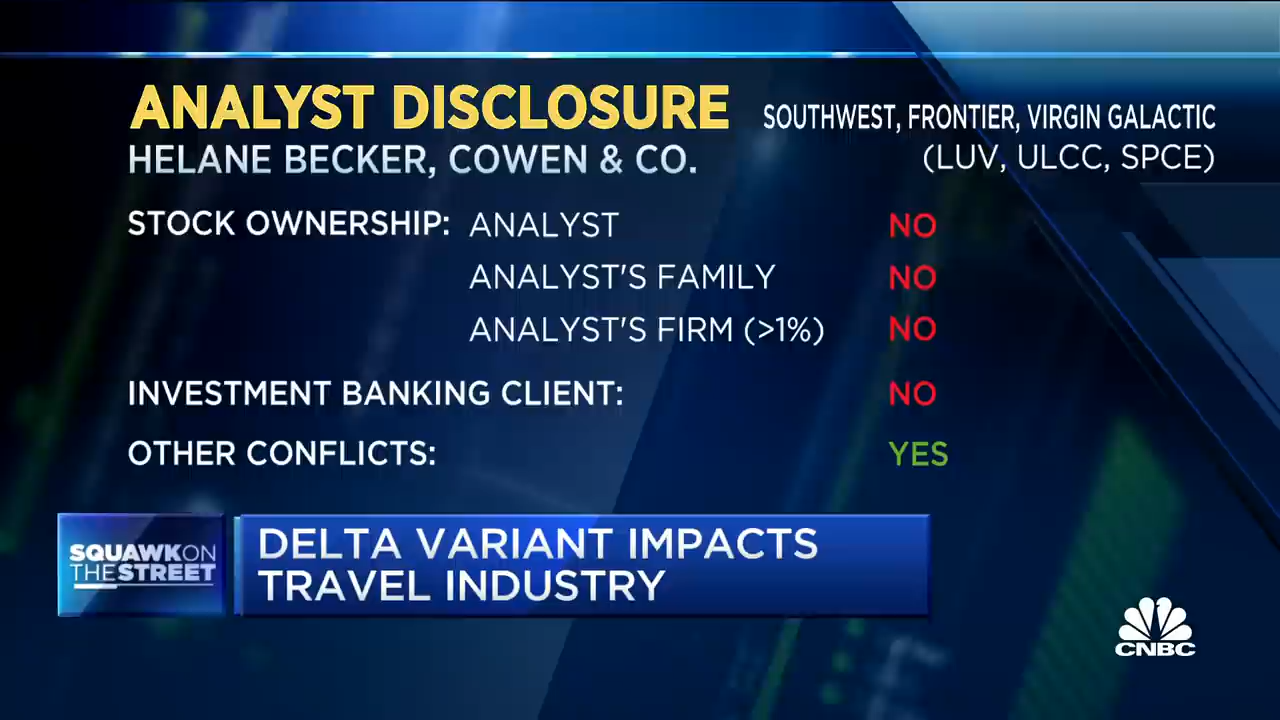 ANALYST DISCLOSURE
HELANE BECKER, COWEN & CO.
SOUTHWEST, FRONTIER, VIRGIN GALACTIC
(LUV, ULCC, SPCE)
STOCK OWNERSHIP: ANALYST NO
ANALYST'S FAMILY NO
ANALYST'S FIRM (>1%) NO
INVESTMENT BANKING CLIENT: NO
OTHER CONFLICTS: YES
SQUAWK ON
THE STREET
DELTA VARIANT IMPACTS
TRAVEL INDUSTRY
CNBC